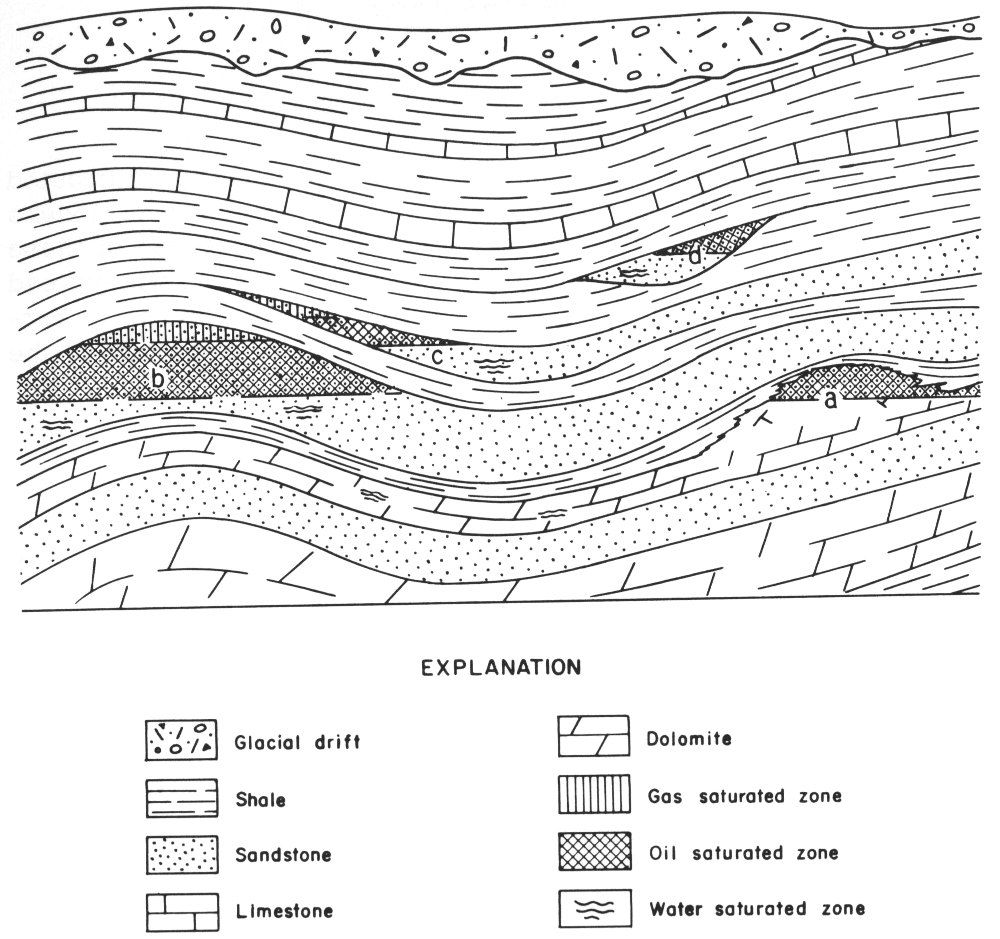 d
c
b
a
EXPLANATION
Glacial drift
Dolomite
Shale
Gas saturated zone
Sandstone
Oil saturated zone
Limestone
Water saturated zone